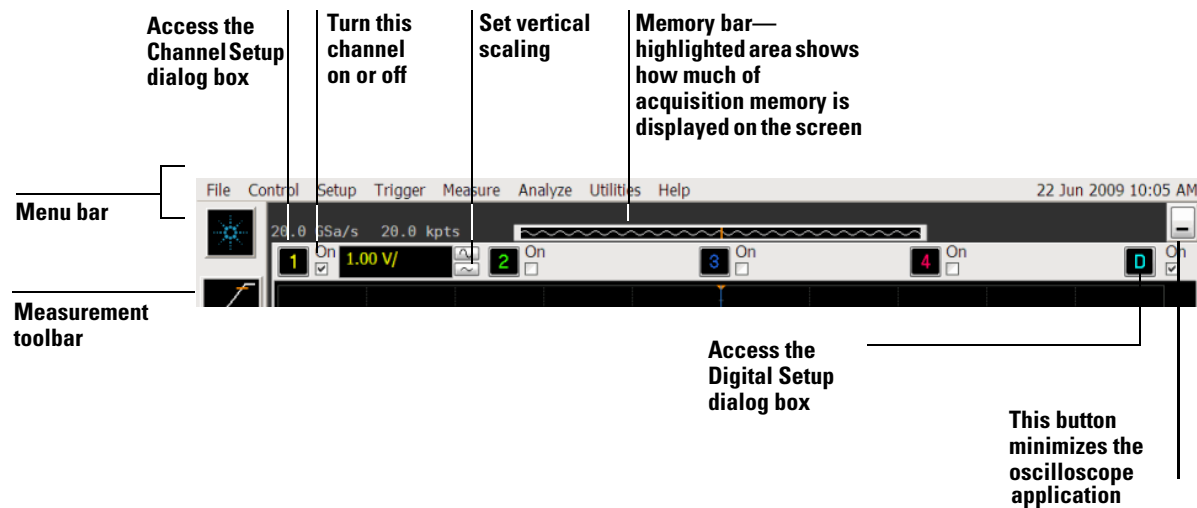 Access the
Channel Setup
dialog box
Turn this
channel
on or off
Set vertical
scaling
Memory bar—
highlighted area shows
how much of
acquisition memory is
displayed on the screen
Menu bar
File Control Setup Trigger Measure Analyze Utilities Help 22 Jun 2009 10:05 AM
20.0 GSa/s 20.0 kpts
1 On 1.00 V/ 2 On 3 On 4 On D On
Measurement
toolbar
Access the
Digital Setup
dialog box
This button
minimizes the
oscilloscope
application